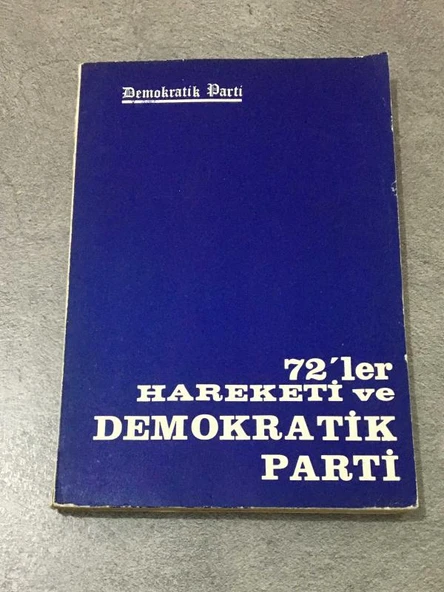 Demokratik Parti
72'ler
HAREKETİ ve
DEMOKRATİK
PARTİ